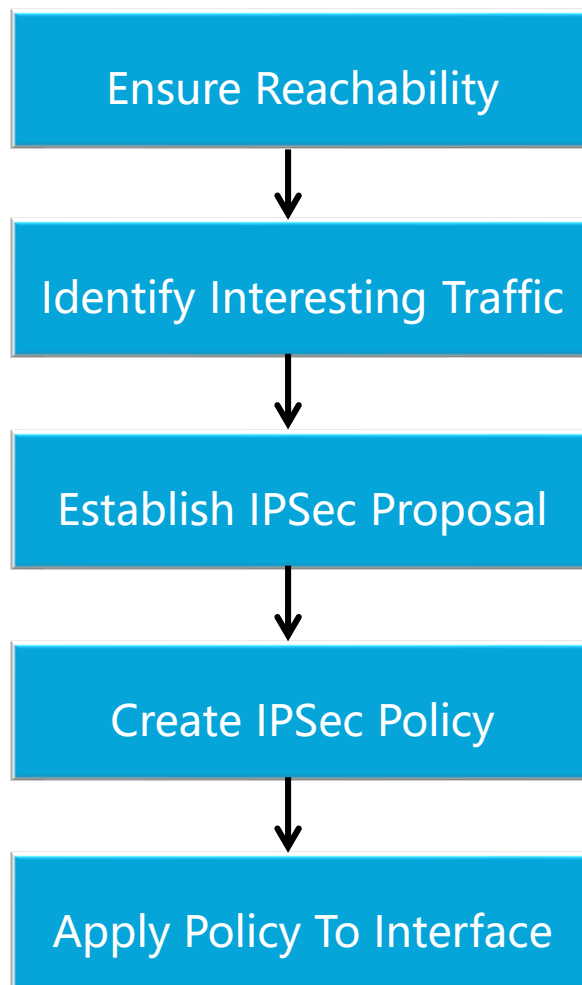 Ensure Reachability
Identify Interesting Traffic
Establish IPSec Proposal
Create IPSec Policy
Apply Policy To Interface